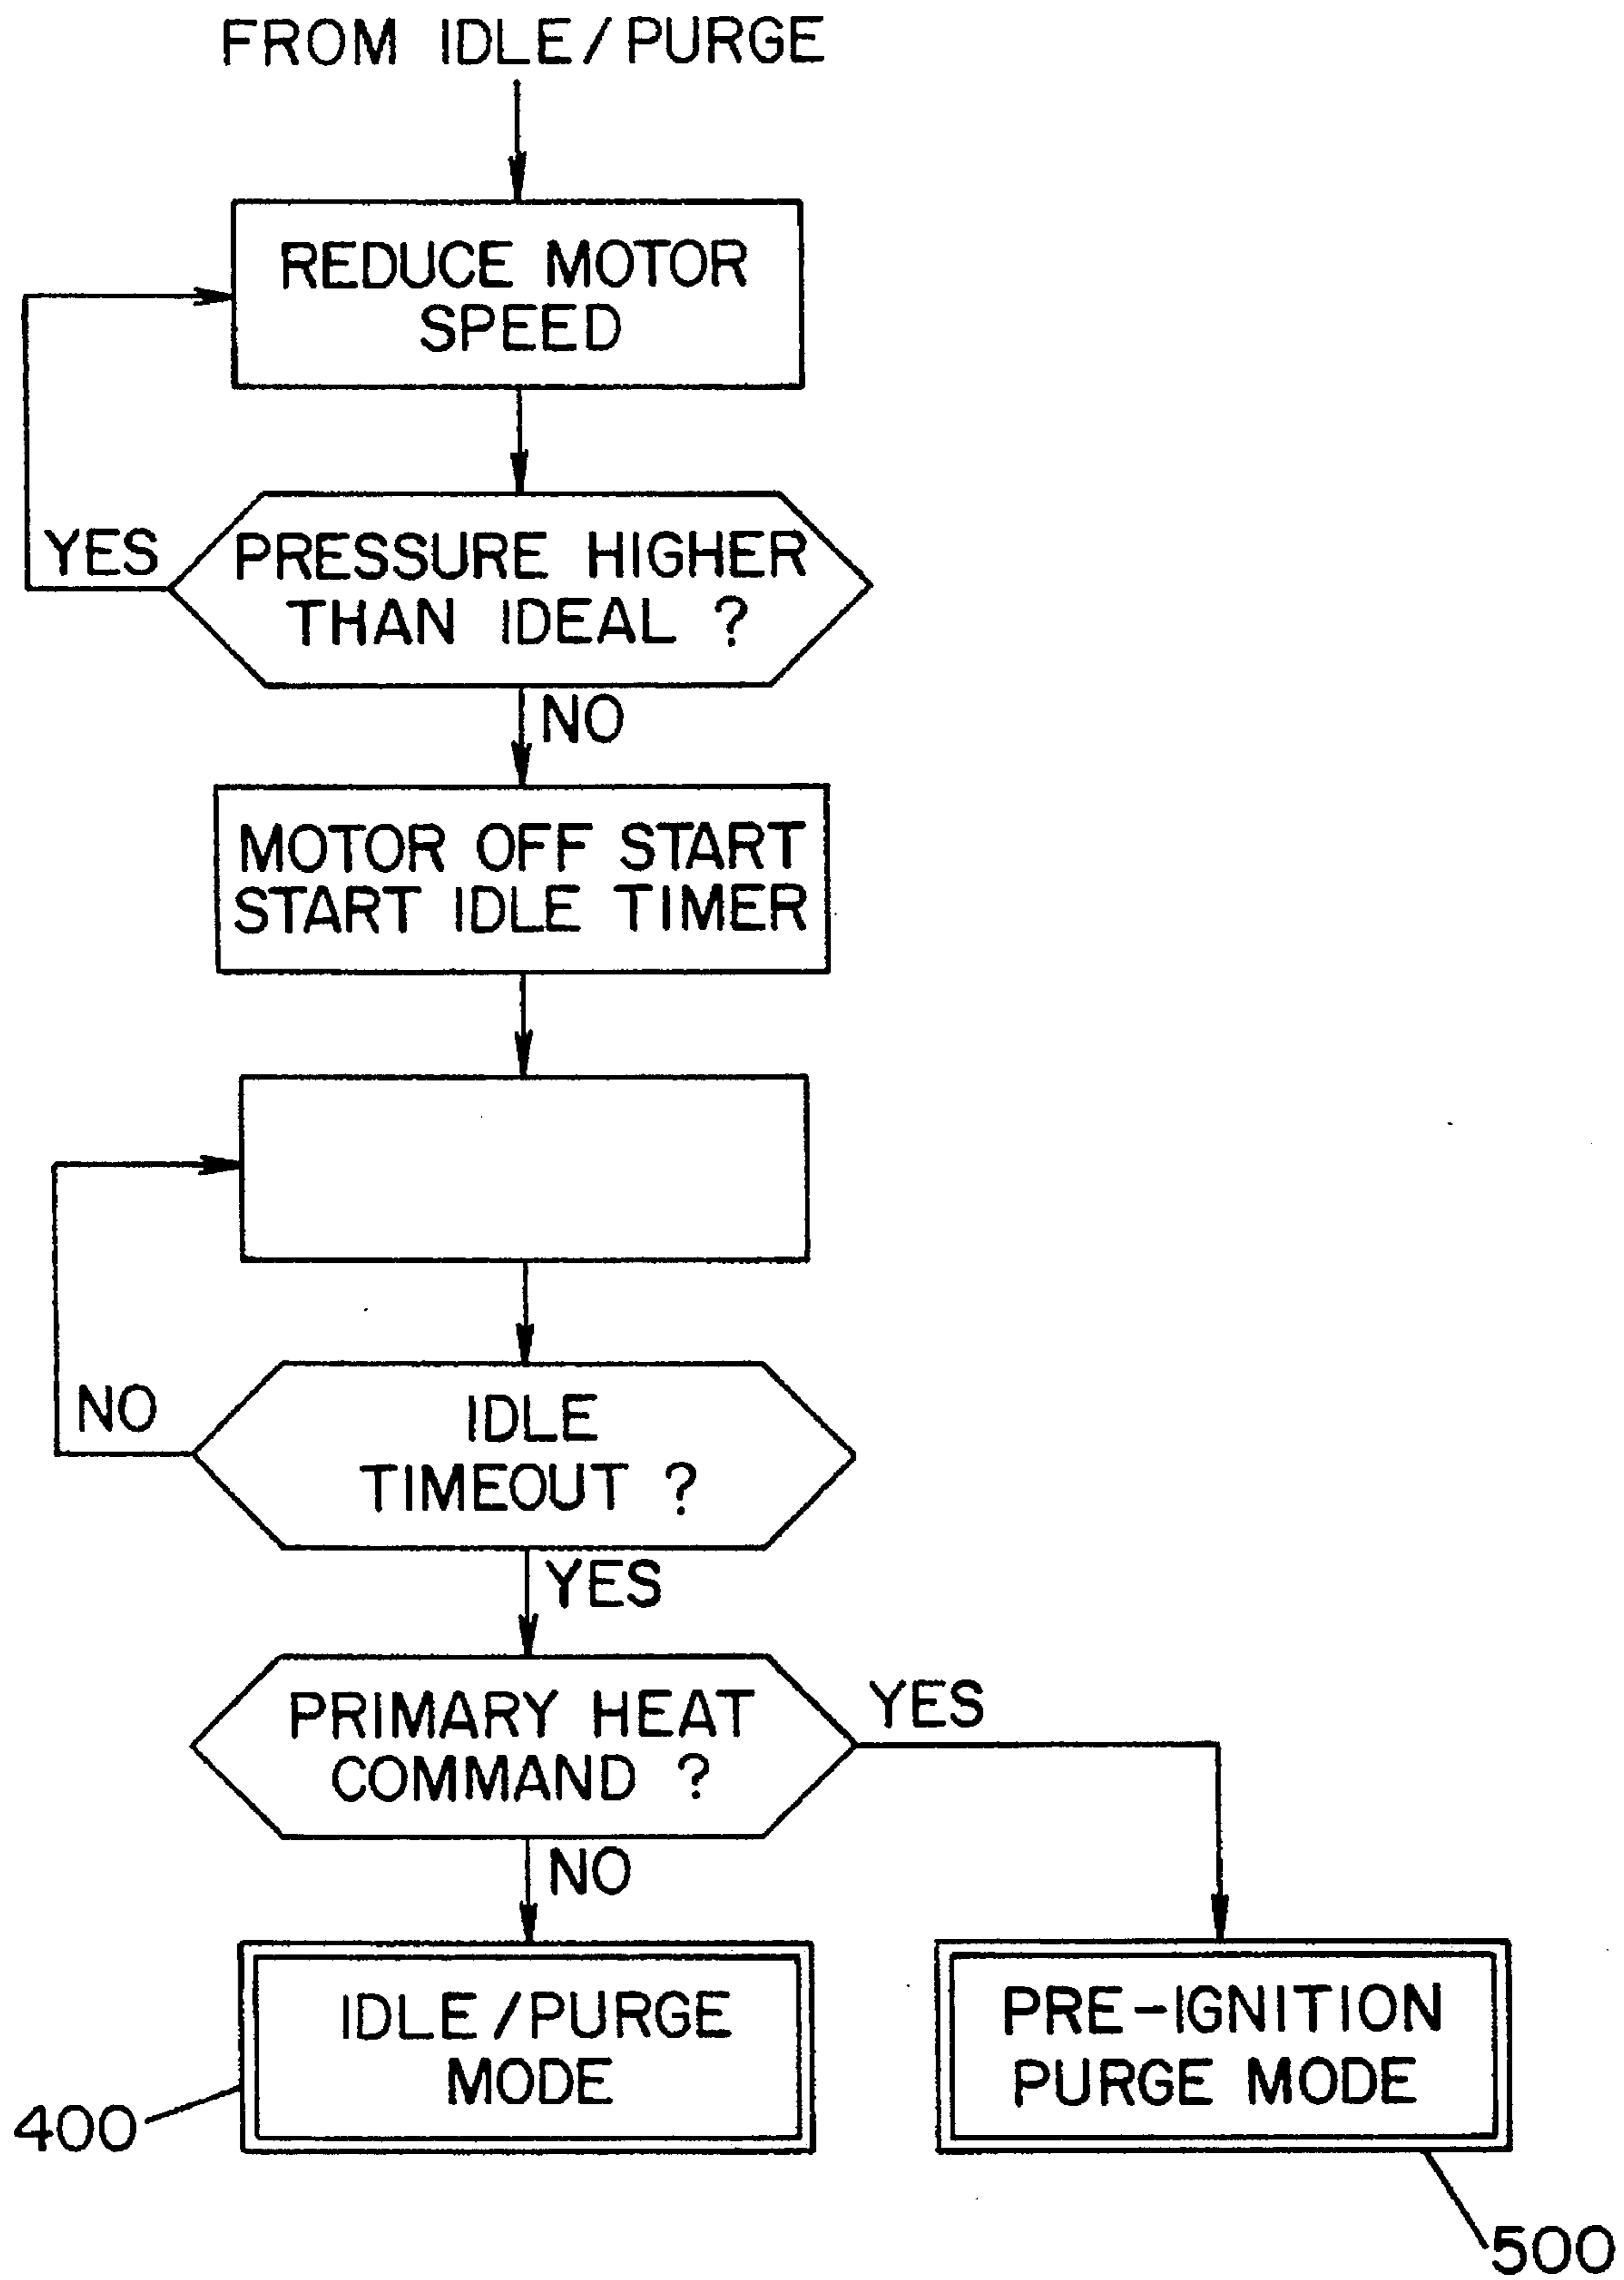 FROM IDLE/PURGE
REDUCE MOTOR
SPEED
YES
PRESSURE HIGHER
THAN IDEAL ?
NO
MOTOR OFF START
START IDLE TIMER
NO
IDLE
TIMEOUT ?
YES
PRIMARY HEAT
COMMAND ?
YES
NO
IDLE/PURGE
MODE
PRE-IGNITION
PURGE MODE
400
500